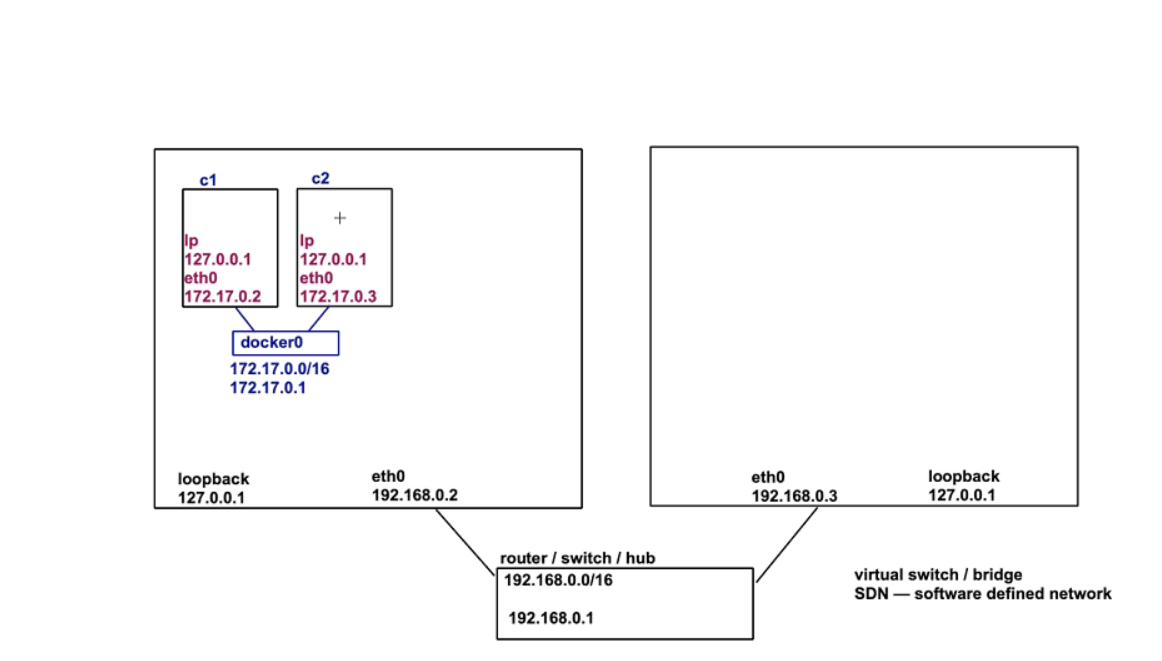 c1
c2
lp
127.0.0.1
eth0
172.17.0.2
lp
127.0.0.1
eth0
172.17.0.3
docker0
172.17.0.0/16
172.17.0.1
loopback
127.0.0.1
eth0
192.168.0.2
eth0
192.168.0.3
loopback
127.0.0.1
router / switch / hub
192.168.0.0/16
192.168.0.1
virtual switch / bridge
SDN — software defined network